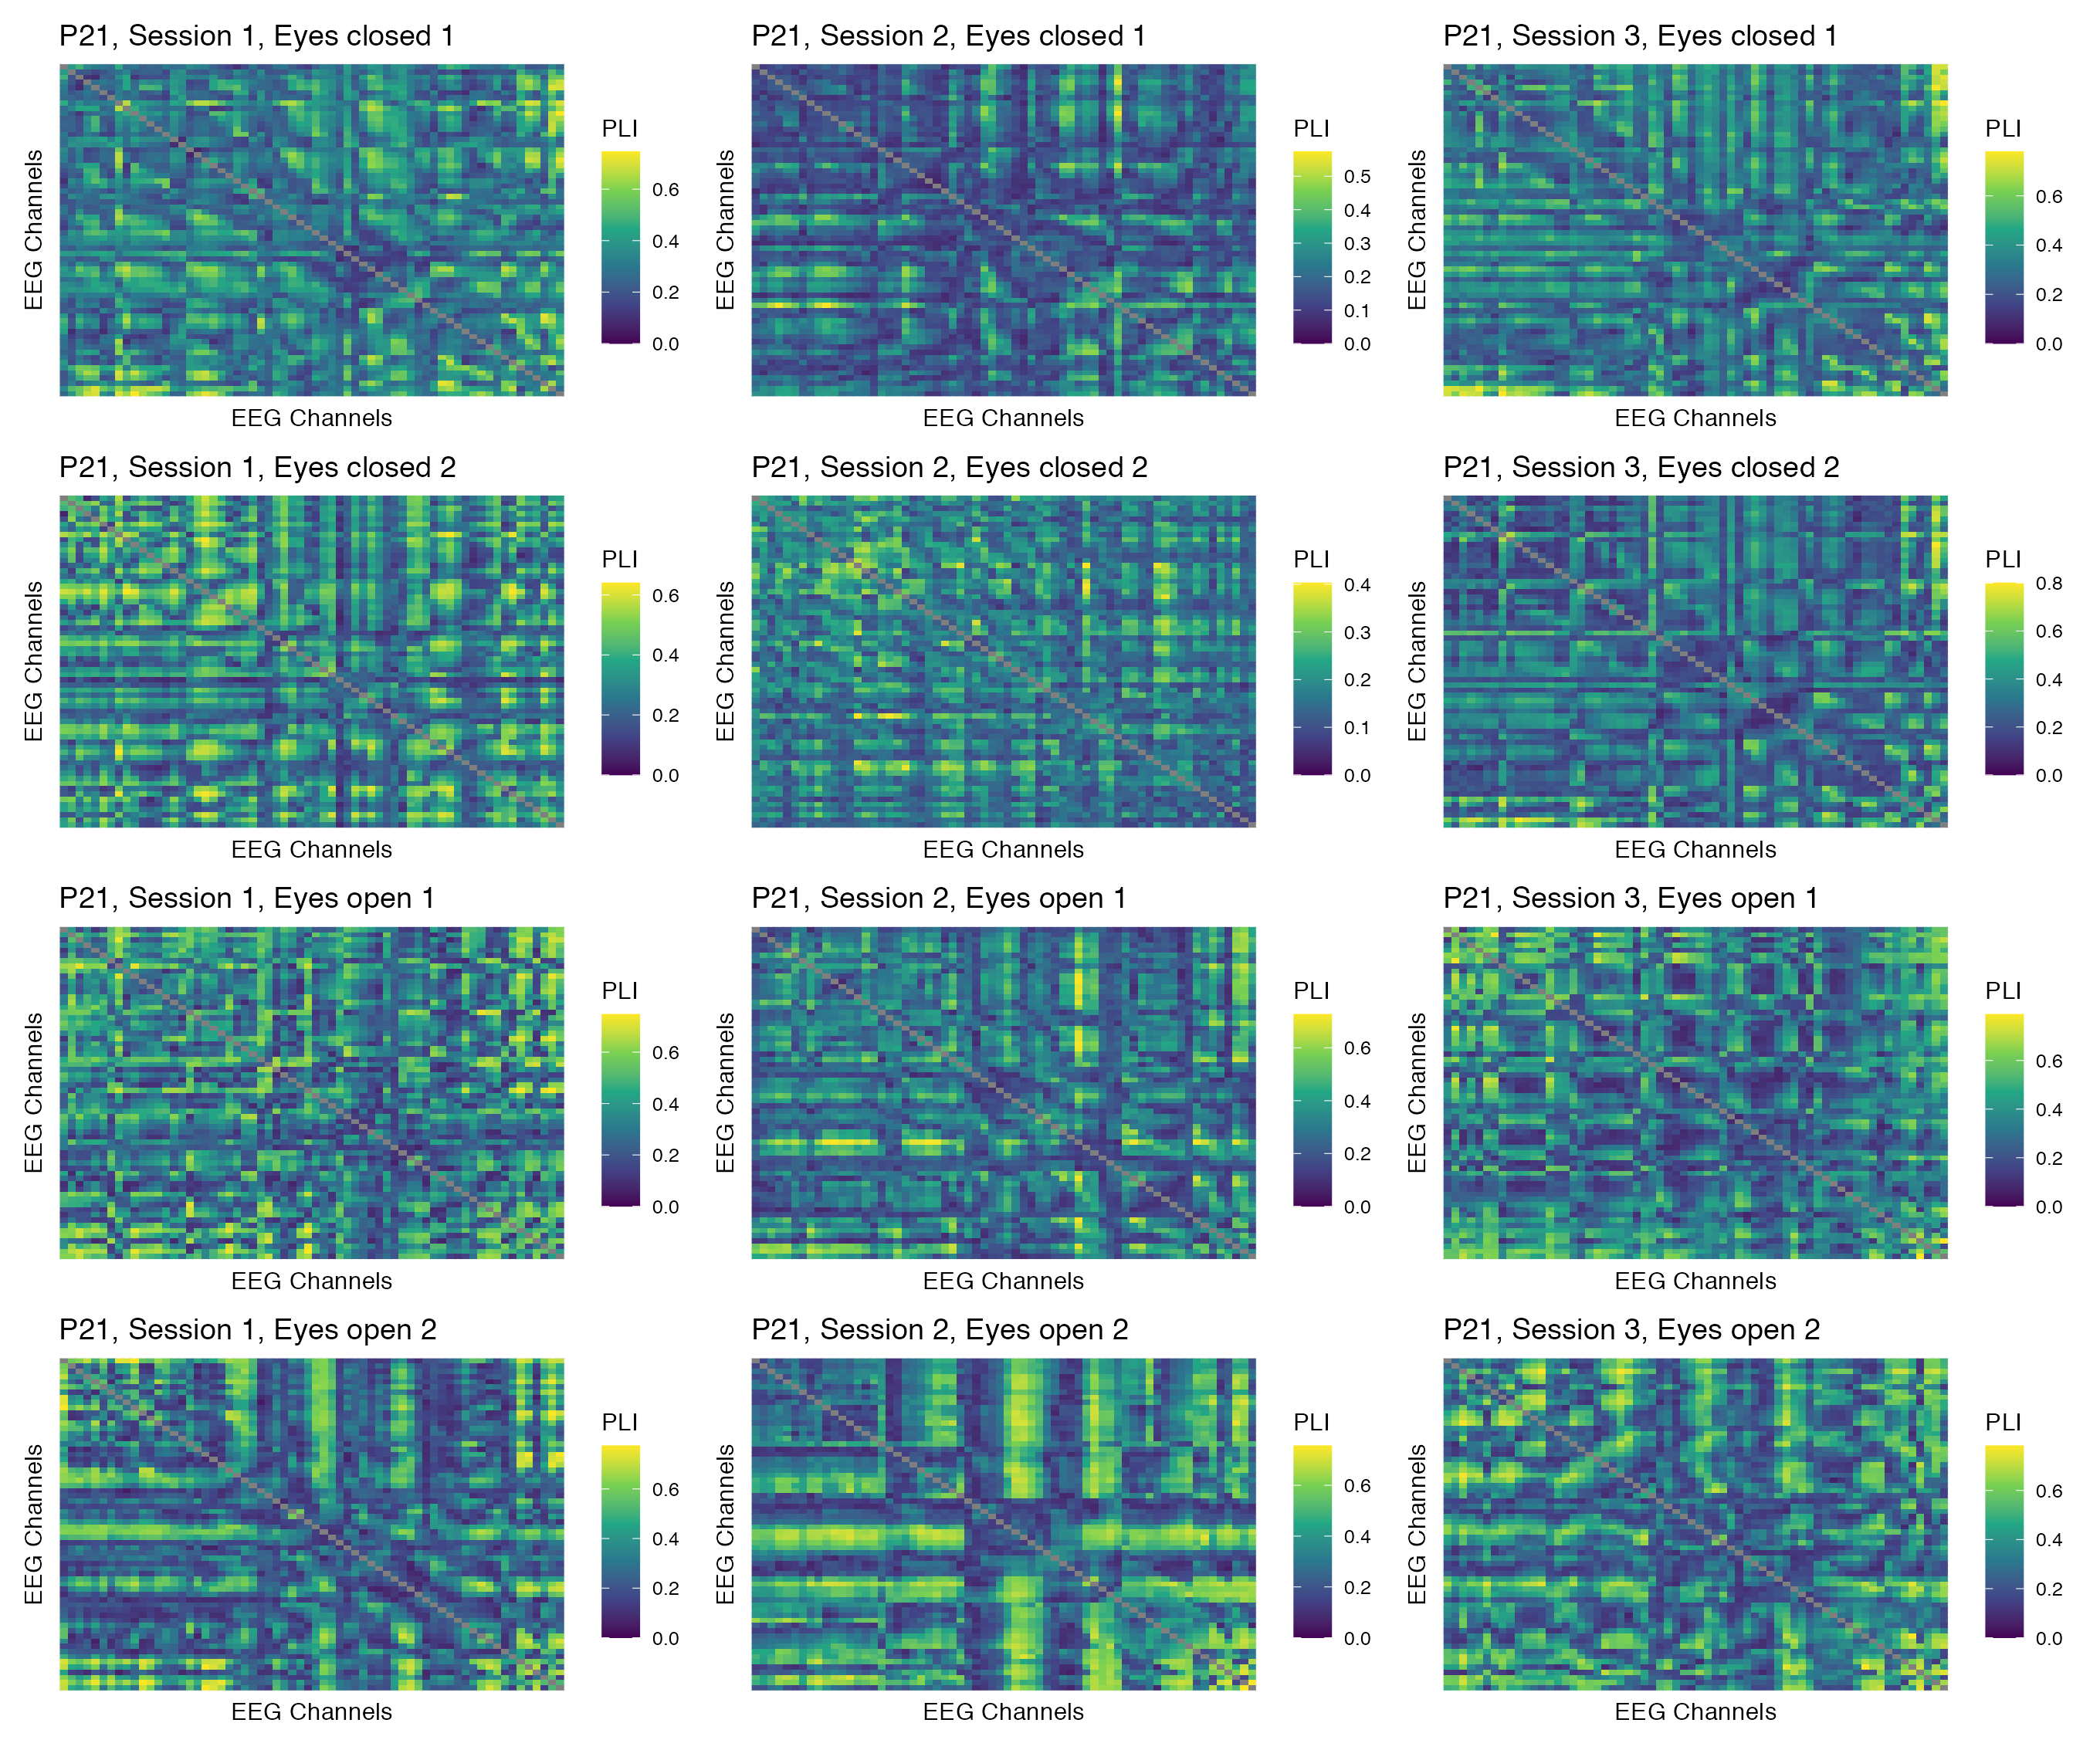 P21, Session 1, Eyes closed 1
EEG Channels
EEG Channels
PLI
0.6
0.4
0.2
0.0
P21, Session 2, Eyes closed 1
EEG Channels
EEG Channels
PLI
0.5
0.4
0.3
0.2
0.1
0.0
P21, Session 3, Eyes closed 1
EEG Channels
EEG Channels
PLI
0.6
0.4
0.2
0.0
P21, Session 1, Eyes closed 2
EEG Channels
EEG Channels
PLI
0.6
0.4
0.2
0.0
P21, Session 2, Eyes closed 2
EEG Channels
EEG Channels
PLI
0.4
0.3
0.2
0.1
0.0
P21, Session 3, Eyes closed 2
EEG Channels
EEG Channels
PLI
0.8
0.6
0.4
0.2
0.0
P21, Session 1, Eyes open 1
EEG Channels
EEG Channels
PLI
0.6
0.4
0.2
0.0
P21, Session 2, Eyes open 1
EEG Channels
EEG Channels
PLI
0.6
0.4
0.2
0.0
P21, Session 3, Eyes open 1
EEG Channels
EEG Channels
PLI
0.6
0.4
0.2
0.0
P21, Session 1, Eyes open 2
EEG Channels
EEG Channels
PLI
0.6
0.4
0.2
0.0
P21, Session 2, Eyes open 2
EEG Channels
EEG Channels
PLI
0.6
0.4
0.2
0.0
P21, Session 3, Eyes open 2
EEG Channels
EEG Channels
PLI
0.6
0.4
0.2
0.0